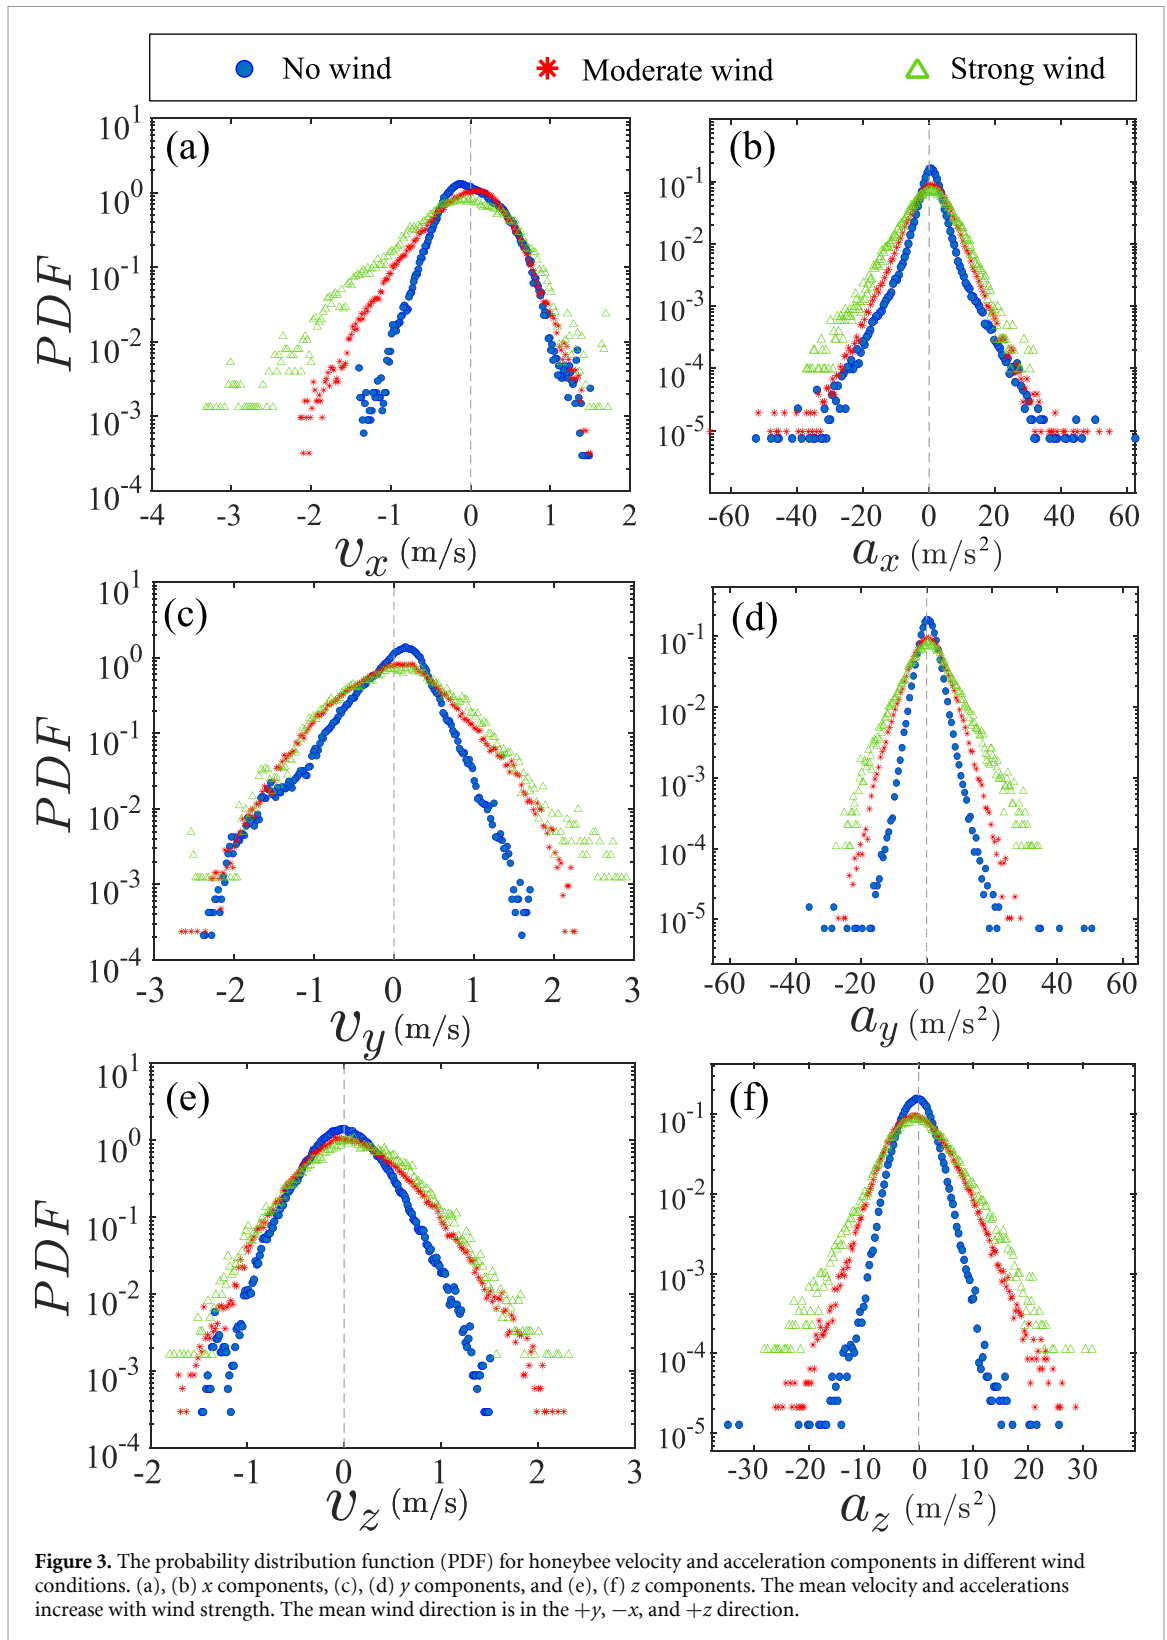 No wind Moderate wind Strong wind
(a)
PDF
10^1
10^0
10^-1
10^-2
10^-3
10^-4
-4 -3 -2 -1 0 1 2
v_x (m/s)
(b)
10^-1
10^-2
10^-3
10^-4
10^-5
-60 -40 -20 0 20 40 60
a_x (m/s^2)
(c)
PDF
10^1
10^0
10^-1
10^-2
10^-3
10^-4
-3 -2 -1 0 1 2 3
v_y (m/s)
(d)
10^-1
10^-2
10^-3
10^-4
10^-5
-60 -40 -20 0 20 40 60
a_y (m/s^2)
(e)
PDF
10^1
10^0
10^-1
10^-2
10^-3
10^-4
-2 -1 0 1 2 3
v_z (m/s)
(f)
10^-1
10^-2
10^-3
10^-4
10^-5
-30 -20 -10 0 10 20 30
a_z (m/s^2)
Figure 3. The probability distribution function (PDF) for honeybee velocity and acceleration components in different wind
conditions. (a), (b) x components, (c), (d) y components, and (e), (f) z components. The mean velocity and accelerations
increase with wind strength. The mean wind direction is in the +y, −x, and +z direction.